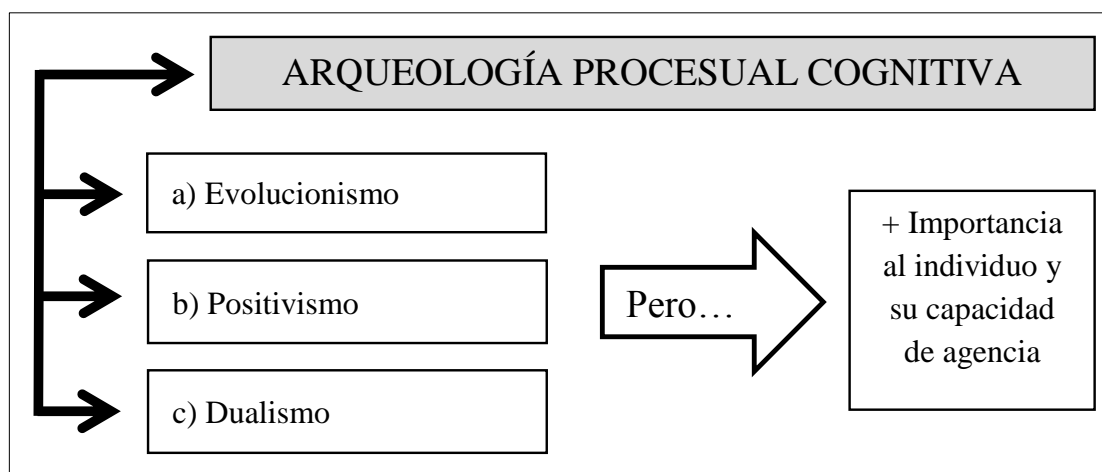 ARQUEOLOGÍA PROCESUAL COGNITIVA
a) Evolucionismo
b) Positivismo
c) Dualismo
Pero…
+ Importancia
al individuo y
su capacidad
de agencia